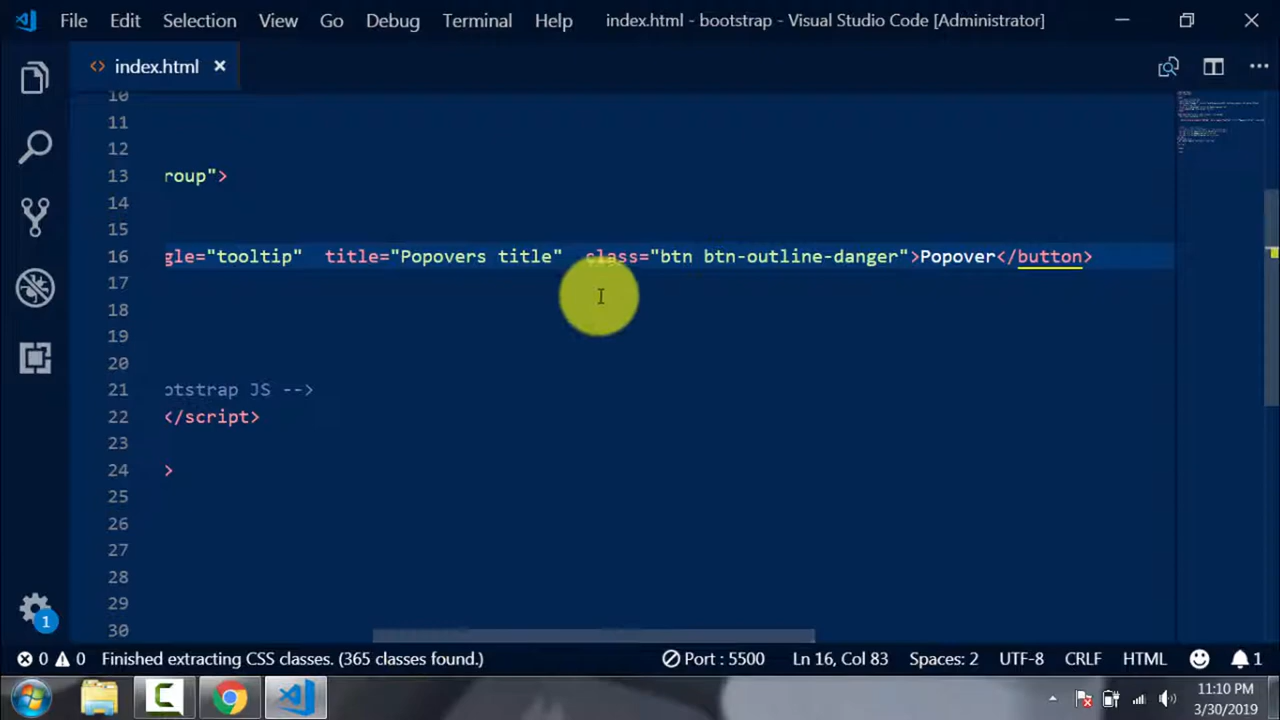 File Edit Selection View Go Debug Terminal Help index.html - bootstrap - Visual Studio Code [Administrator]
<> index.html ×
10
11
12
13 roup">
14
15
16 gle="tooltip" title="Popovers title" class="btn btn-outline-danger">Popover</button>
17
18
19
20
21 otstrap JS -->
22 </script>
23
24 >
25
26
27
28
29
30
1
0 0 Finished extracting CSS classes. (365 classes found.) Port : 5500 Ln 16, Col 83 Spaces: 2 UTF-8 CRLF HTML 1
11:10 PM
3/30/2019